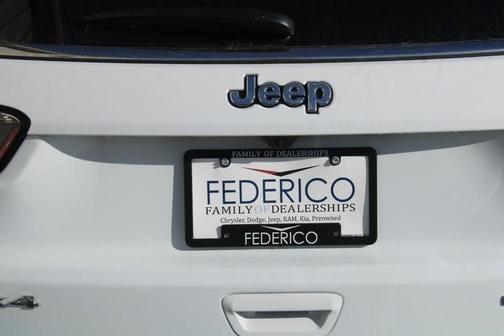 Jeep
FAMILY OF DEALERSHIPS
FEDERICO
FAMILY OF DEALERSHIPS
Chrysler, Dodge, Jeep, RAM, Kia, Preowned
FEDERICO